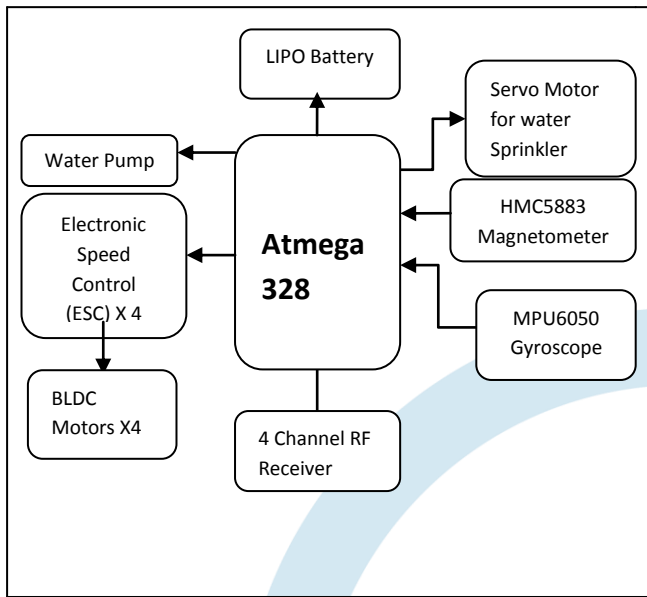 LIPO Battery
Servo Motor
for water
Sprinkler
Water Pump
HMC5883
Magnetometer
Electronic
Speed
Control
(ESC) X 4
Atmega
328
MPU6050
Gyroscope
BLDC
Motors X4
4 Channel RF
Receiver